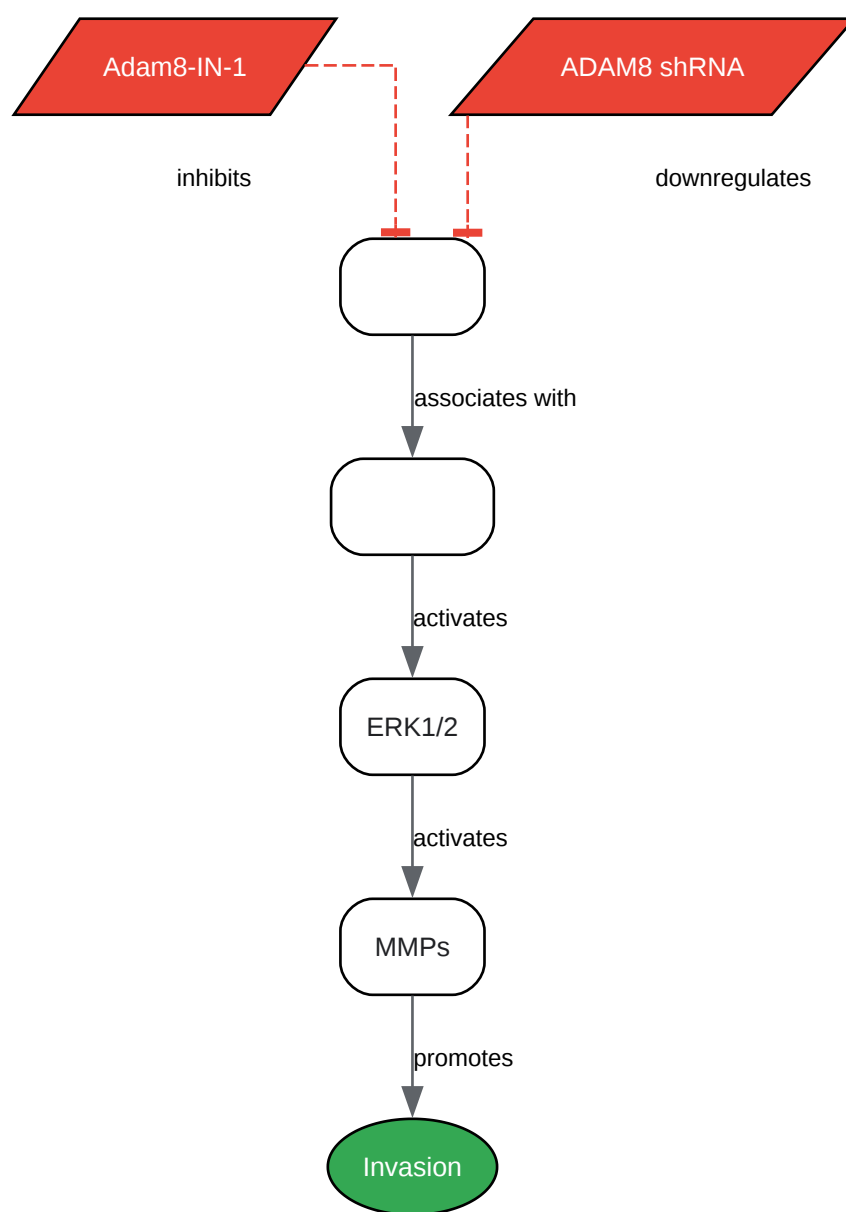 Adam8-IN-1
ADAM8 shRNA
inhibits
downregulates
associates with
activates
ERK1/2
activates
MMPs
promotes
Invasion